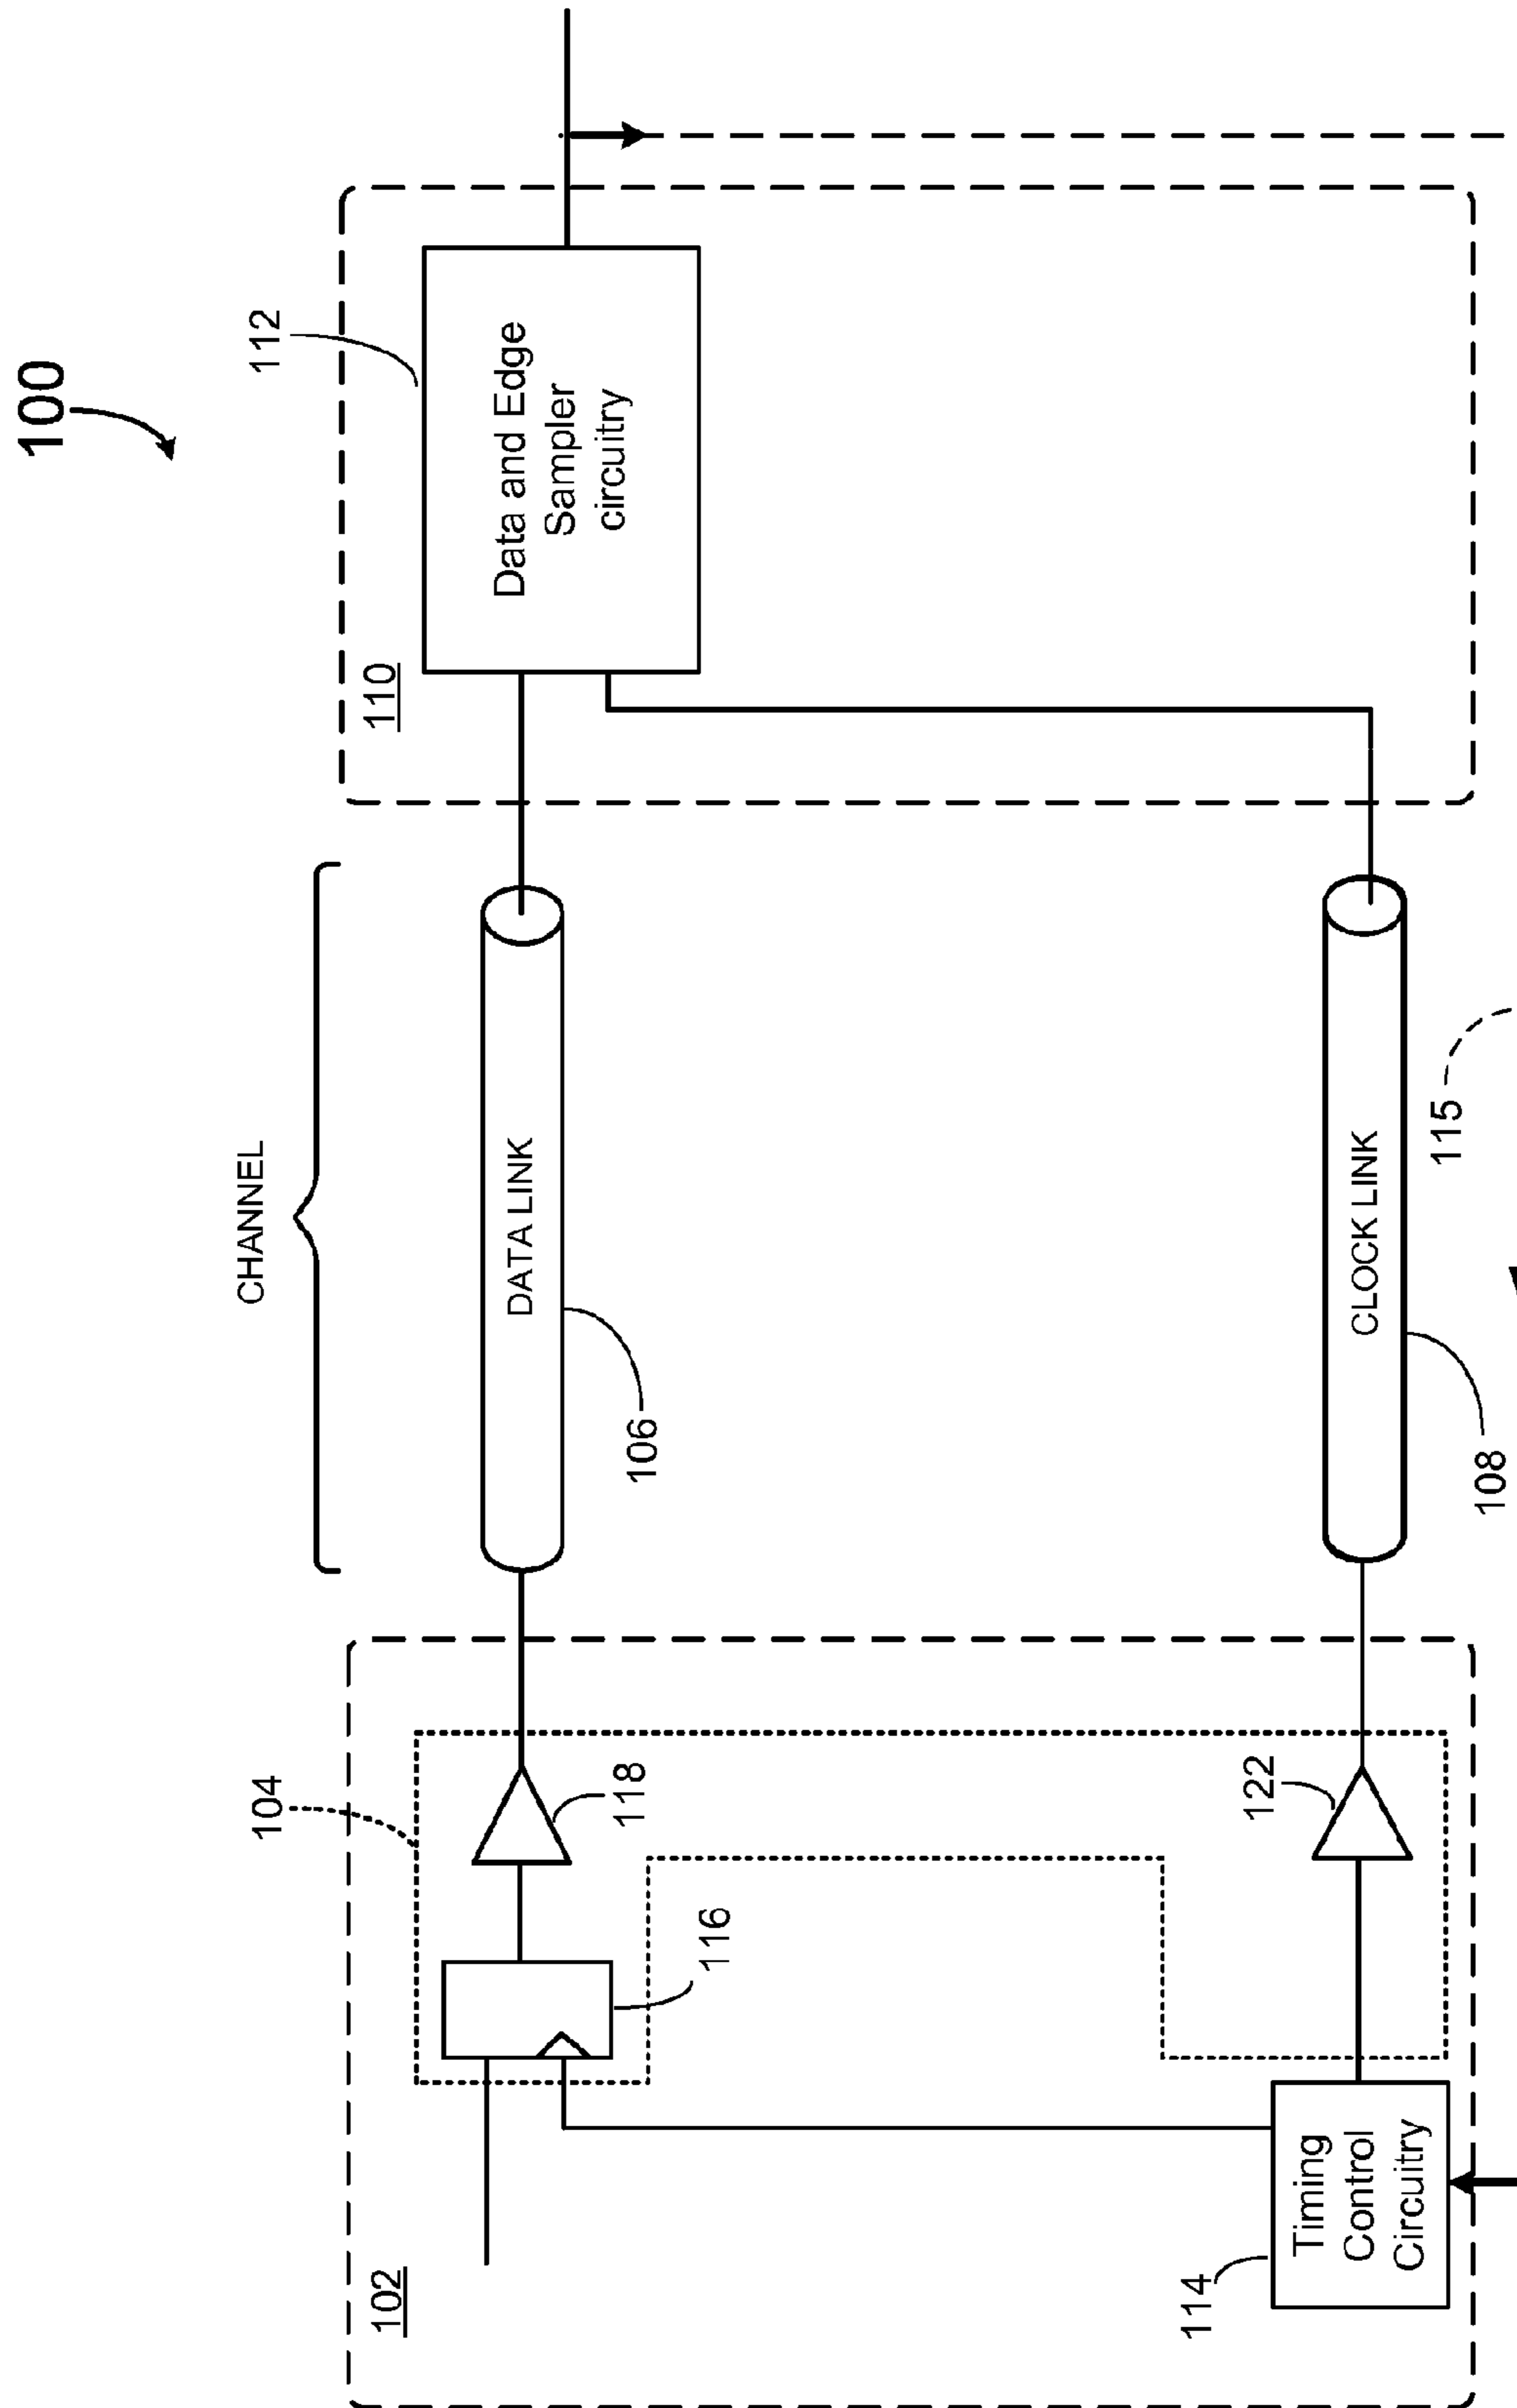 100
CHANNEL
104
112
102
110
118
DATA LINK
Data and Edge
Sampler
circuitry
116
106
122
114
Timing
Control
Circuitry
CLOCK LINK
108
115